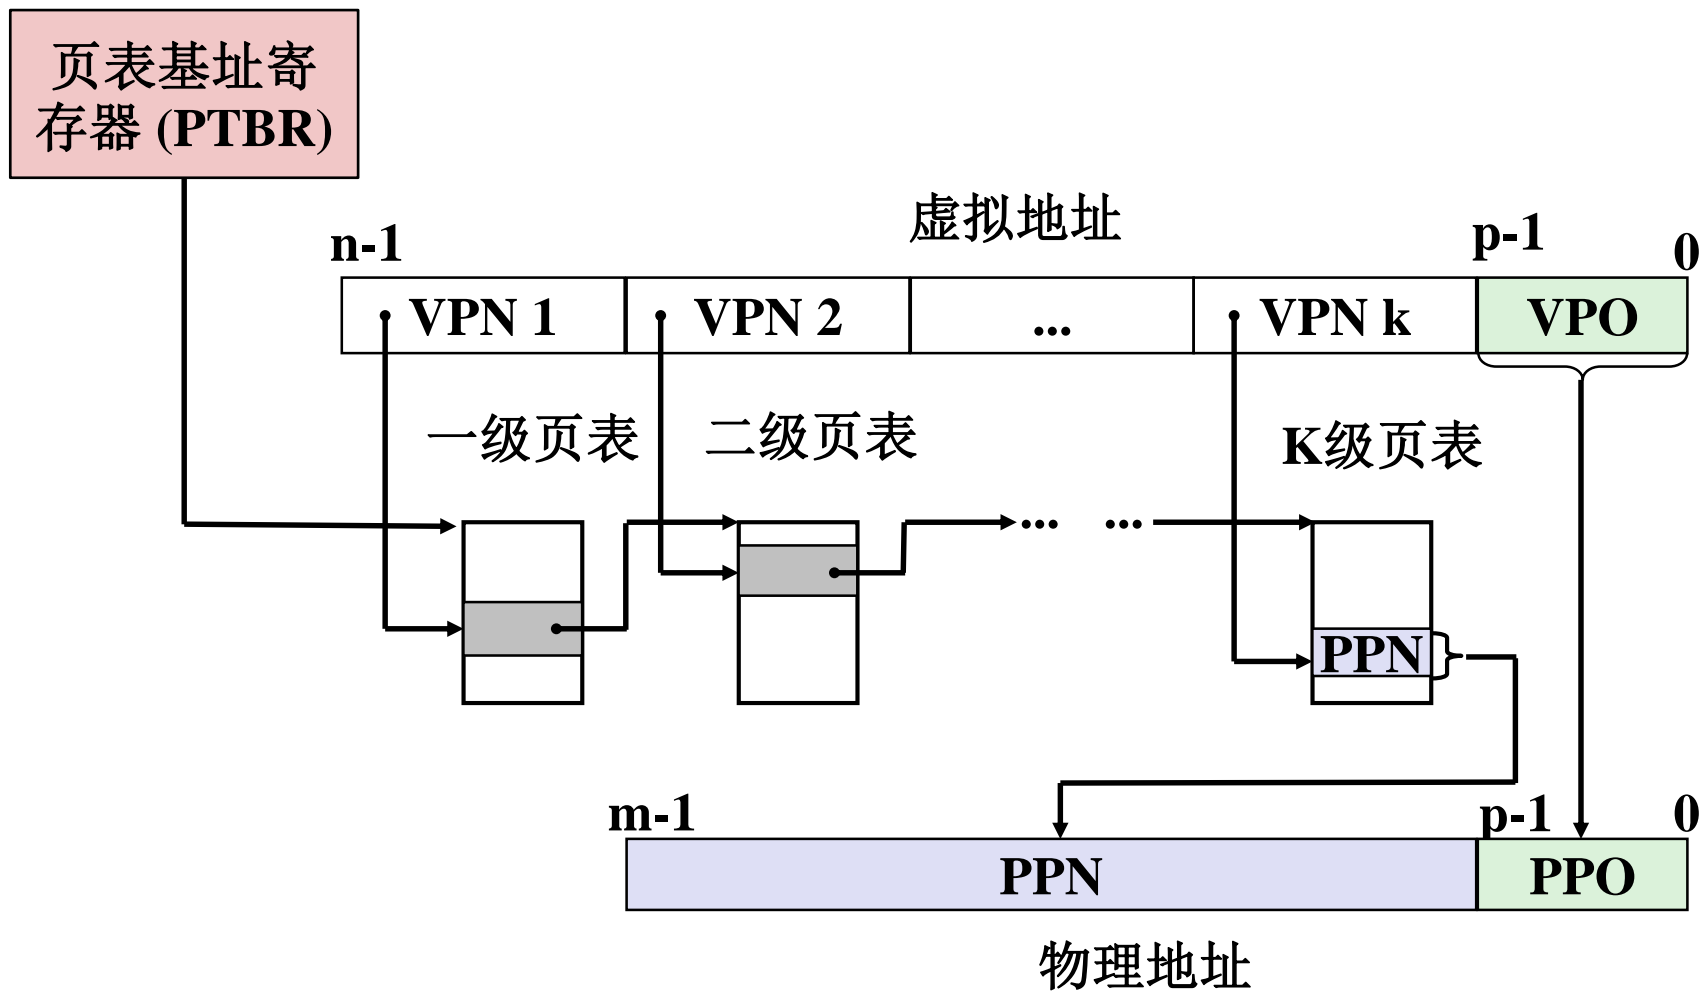 页表基址寄
存器 (PTBR)
虚拟地址
n-1 p-1 0
VPN 1 VPN 2 ... VPN k VPO
一级页表 二级页表 K级页表
... ...
PPN
m-1 p-1 0
PPN PPO
物理地址